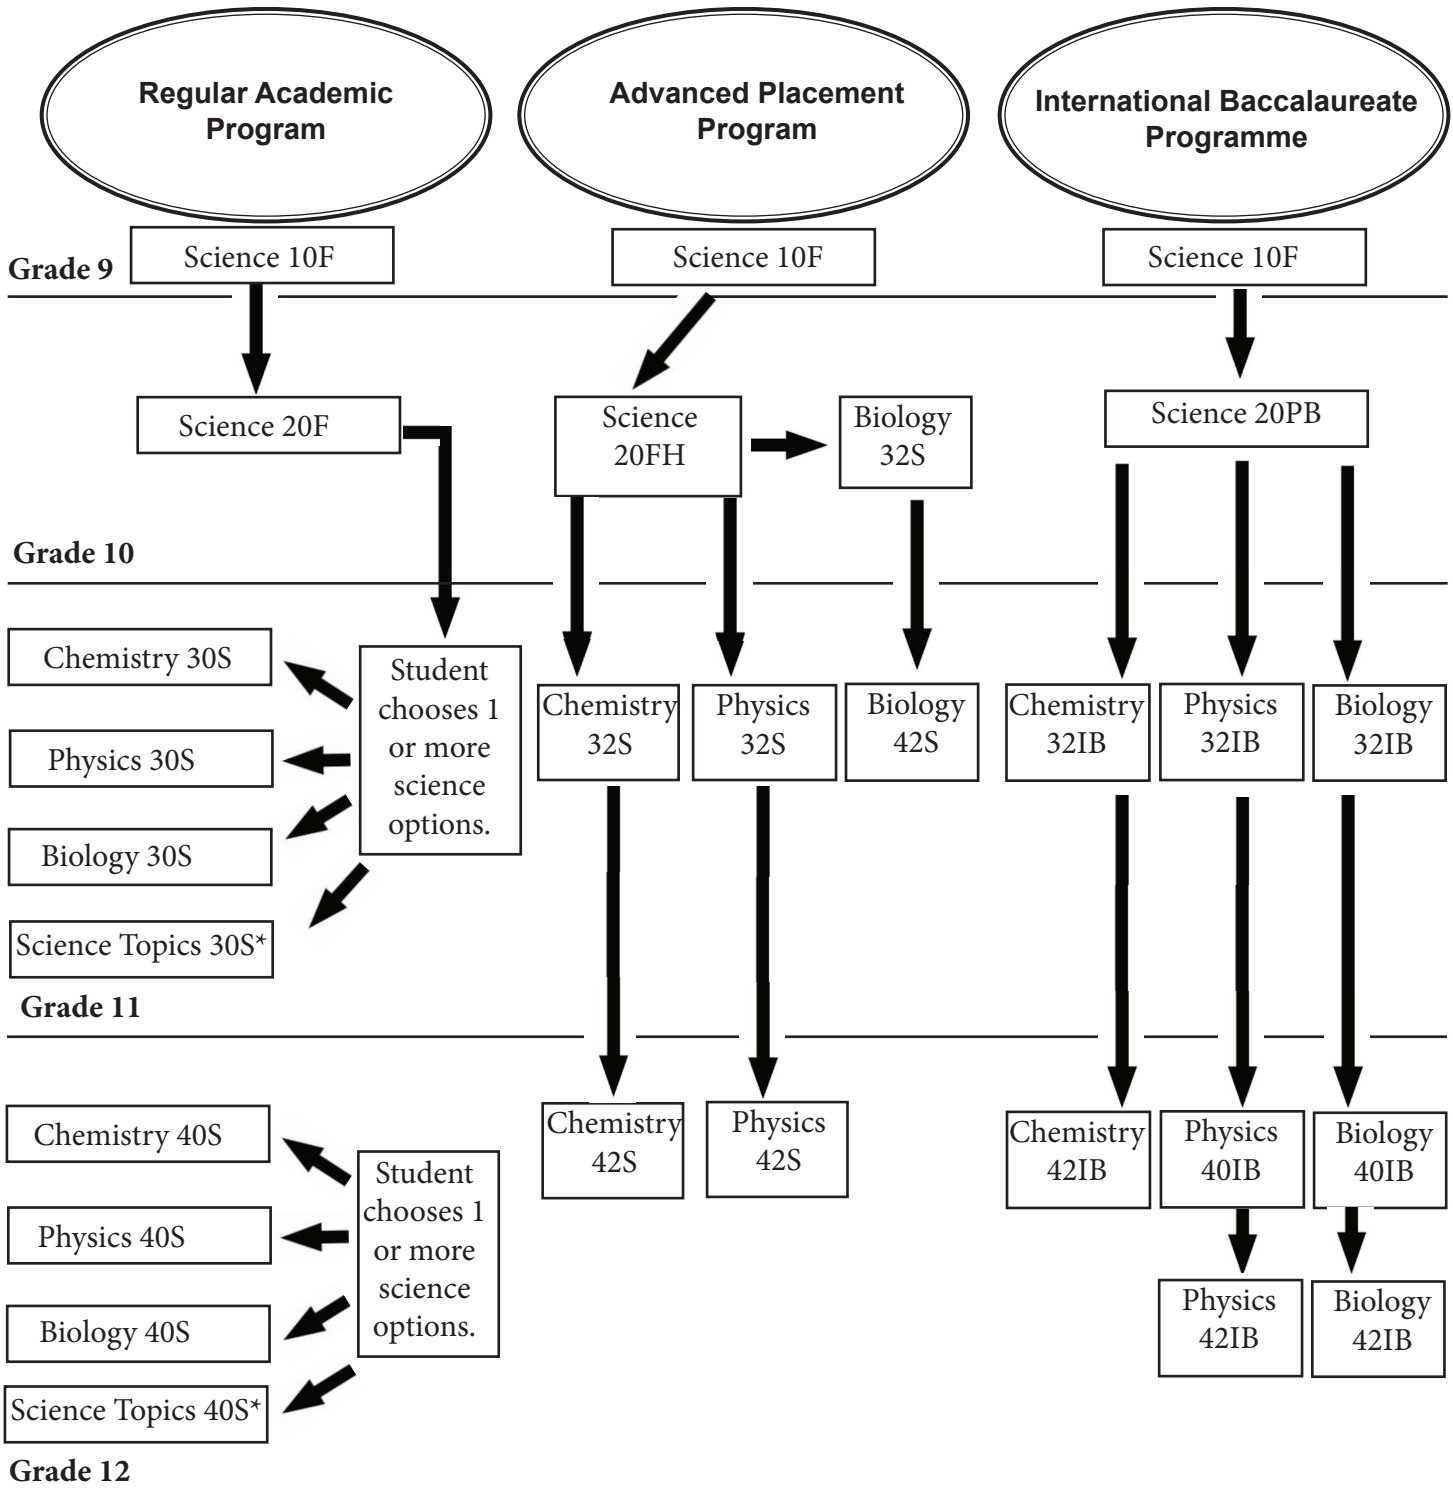 Regular Academic
Program
Advanced Placement
Program
International Baccalaureate
Programme
Science 10F
Science 10F
Science 10F
Grade 9
Science 20F
Science
20FH
Biology
32S
Science 20PB
Grade 10
Chemistry 30S
Physics 30S
Biology 30S
Science Topics 30S*
Student
chooses 1
or more
science
options.
Chemistry
32S
Physics
32S
Biology
42S
Chemistry
32IB
Physics
32IB
Biology
32IB
Grade 11
Chemistry 40S
Physics 40S
Biology 40S
Science Topics 40S*
Student
chooses 1
or more
science
options.
Chemistry
42S
Physics
42S
Chemistry
42IB
Physics
40IB
Biology
40IB
Physics
42IB
Biology
42IB
Grade 12